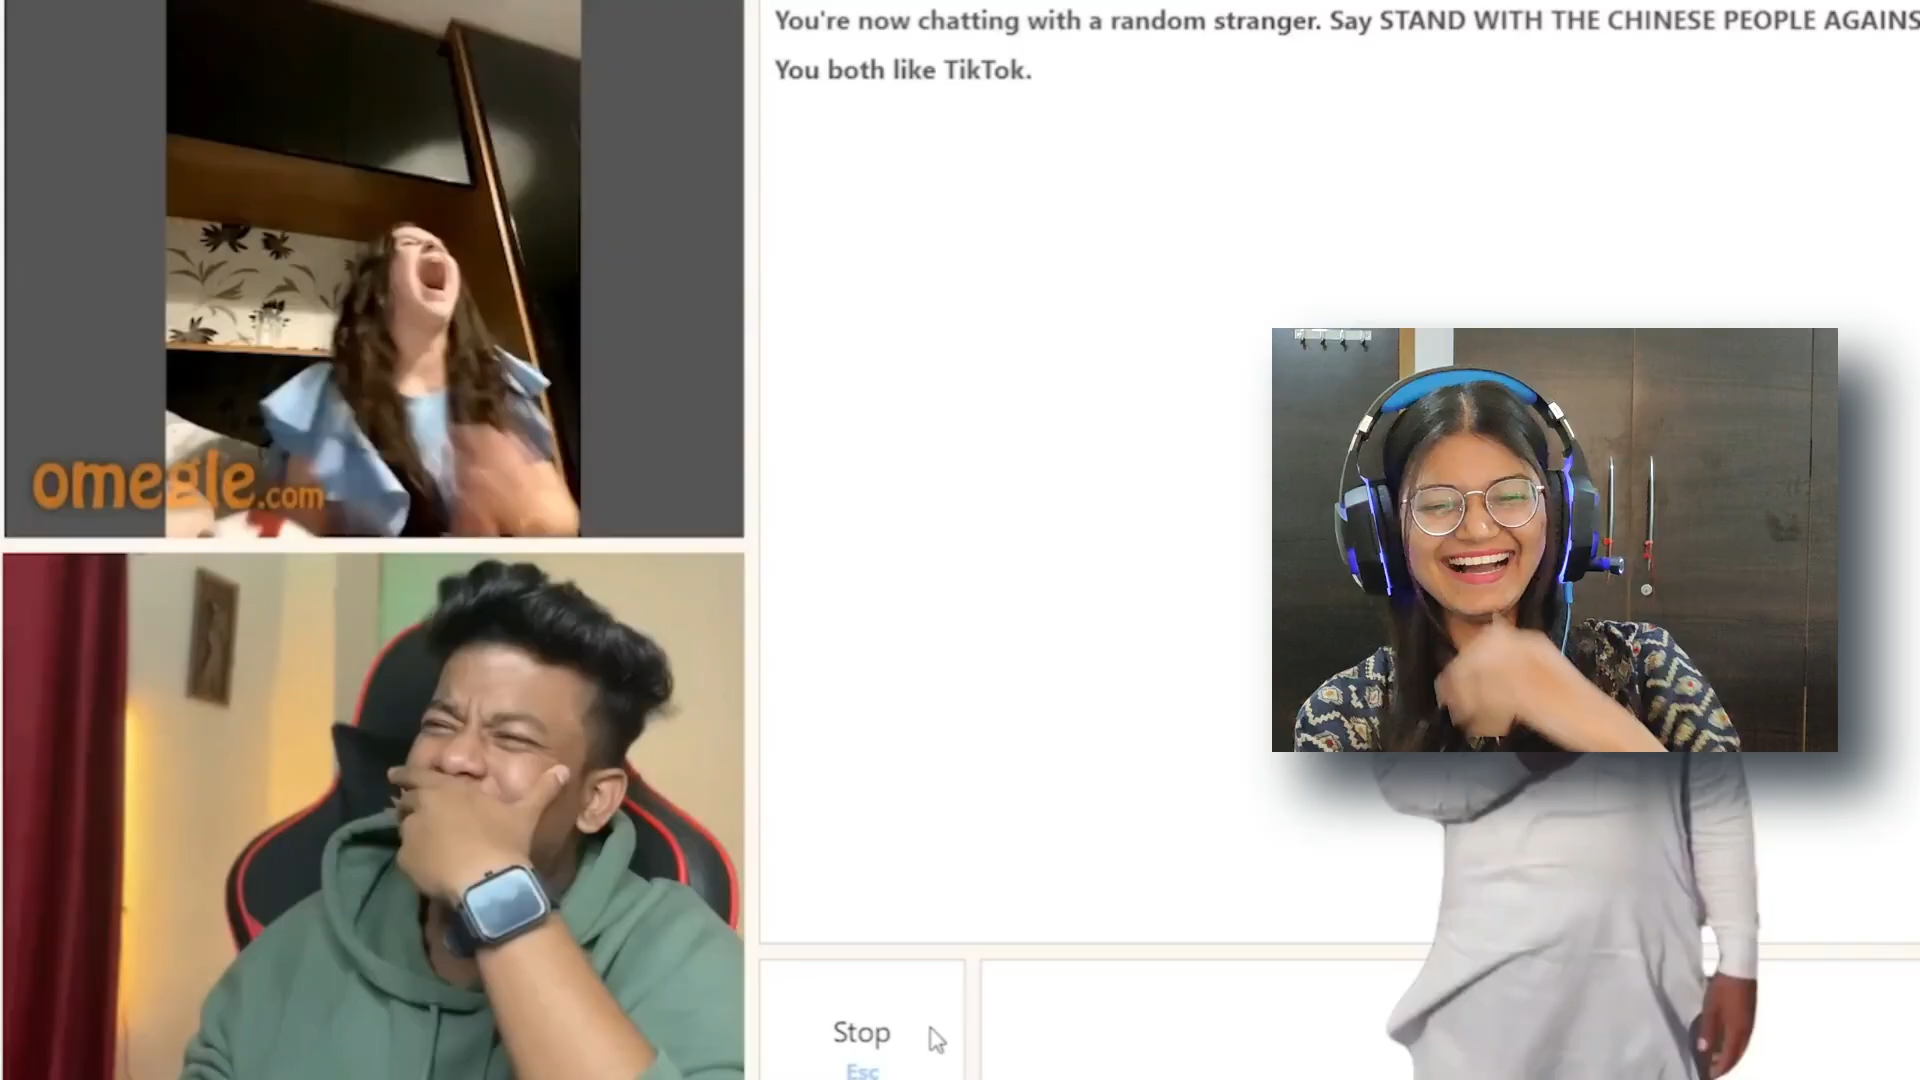 You're now chatting with a random stranger. Say STAND WITH THE CHINESE PEOPLE AGAINS
You both like TikTok.
omegle.com
Stop
Esc